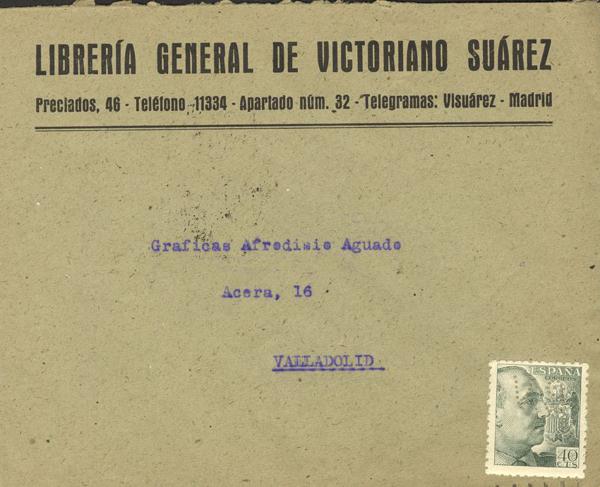 LIBRERÍA GENERAL DE VICTORIANO SUÁREZ
Preciados, 46 - Teléfono 11334 - Apartado núm. 32 - Telegramas: Visuárez - Madrid
Graficas Afrodisio Aguado
Acera, 16
VALLADOLID
ESPAÑA
40
CTS